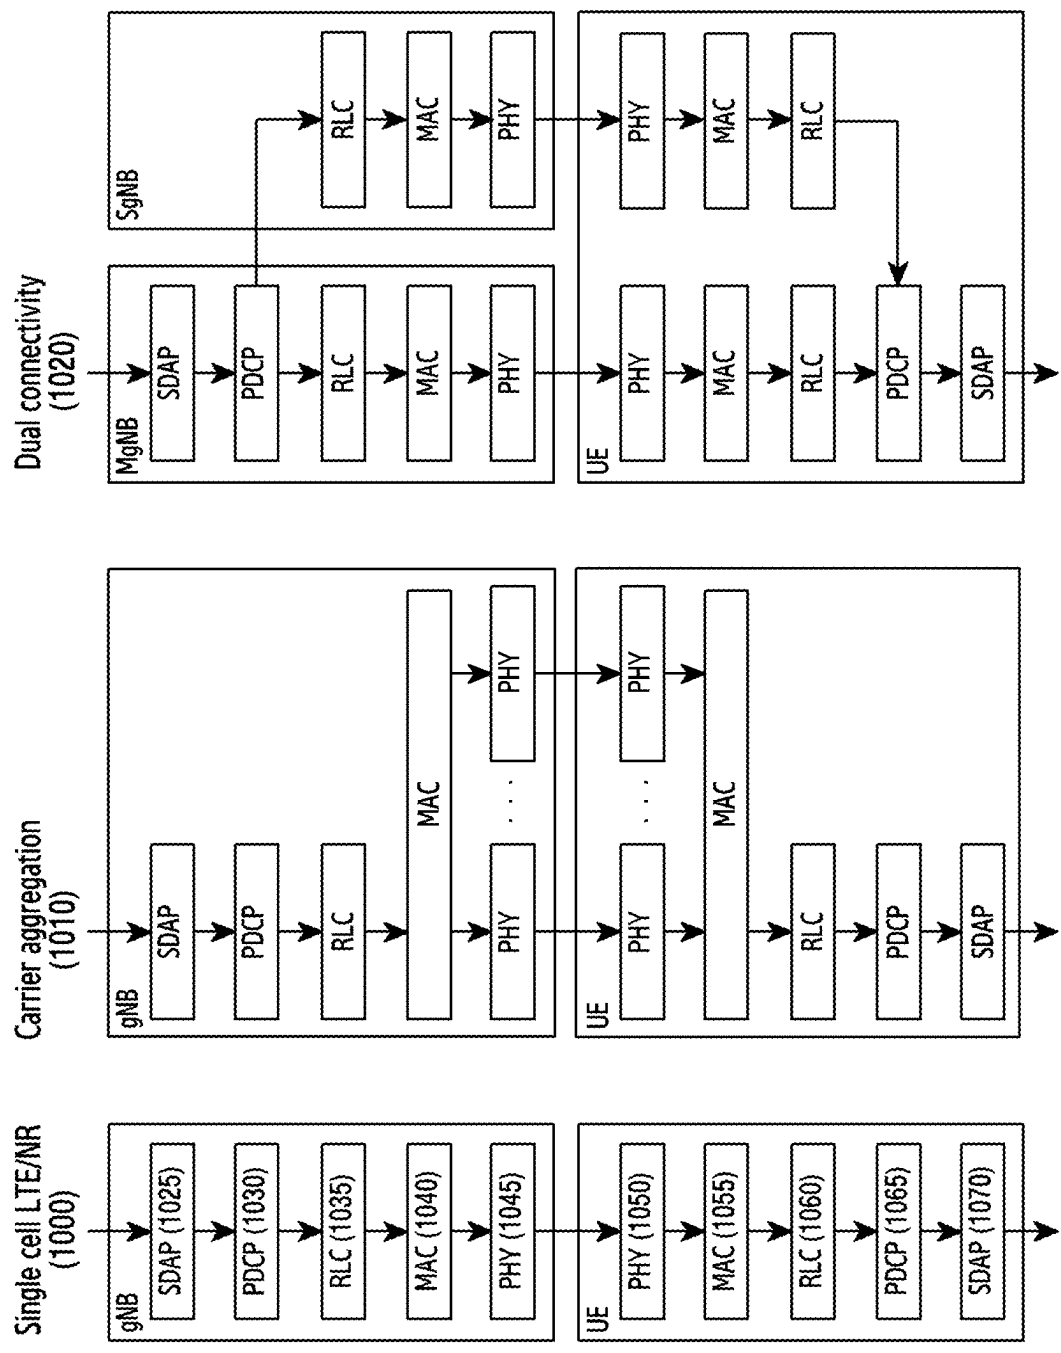 Single cell LTE/NR
(1000)
gNB
SDAP (1025)
PDCP (1030)
RLC (1035)
MAC (1040)
PHY (1045)
UE
PHY (1050)
MAC (1055)
RLC (1060)
PDCP (1065)
SDAP (1070)
Carrier aggregation
(1010)
gNB
SDAP
PDCP
RLC
MAC
PHY . . . PHY
UE
PHY . . . PHY
MAC
RLC
PDCP
SDAP
Dual connectivity
(1020)
MgNB
SDAP
PDCP
RLC
MAC
PHY
SgNB
RLC
MAC
PHY
UE
PHY
MAC
RLC
PDCP
SDAP
PHY
MAC
RLC